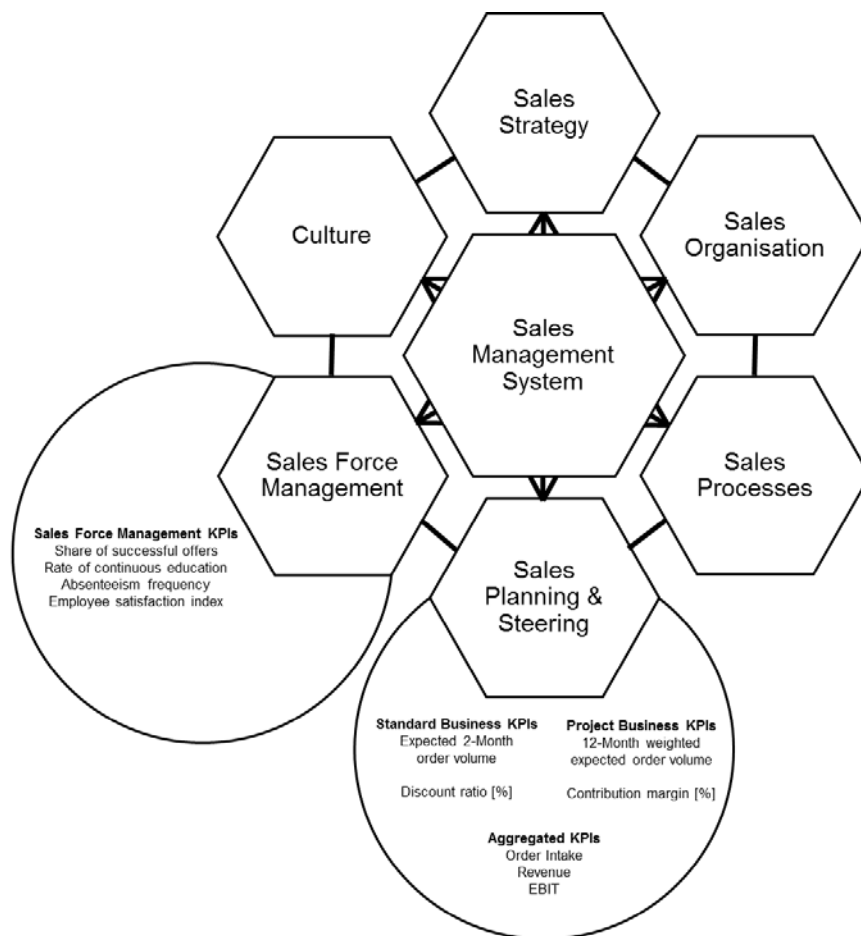 Sales
Strategy
Culture
Sales
Organisation
Sales
Management
System
Sales Force
Management
Sales
Processes
Sales Force Management KPIs
Share of successful offers
Rate of continuous education
Absenteeism frequency
Employee satisfaction index
Sales
Planning &
Steering
Standard Business KPIs
Expected 2-Month
order volume
Discount ratio [%]
Project Business KPIs
12-Month weighted
expected order volume
Contribution margin [%]
Aggregated KPIs
Order Intake
Revenue
EBIT